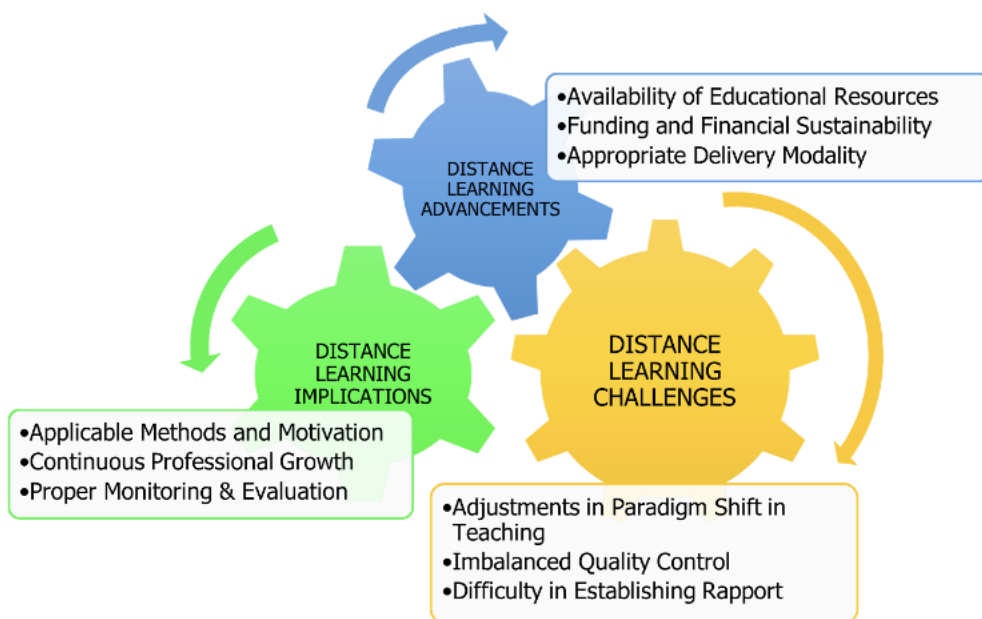 DISTANCE
LEARNING
ADVANCEMENTS
•Availability of Educational Resources
•Funding and Financial Sustainability
•Appropriate Delivery Modality
DISTANCE
LEARNING
IMPLICATIONS
•Applicable Methods and Motivation
•Continuous Professional Growth
•Proper Monitoring & Evaluation
DISTANCE
LEARNING
CHALLENGES
•Adjustments in Paradigm Shift in
Teaching
•Imbalanced Quality Control
•Difficulty in Establishing Rapport